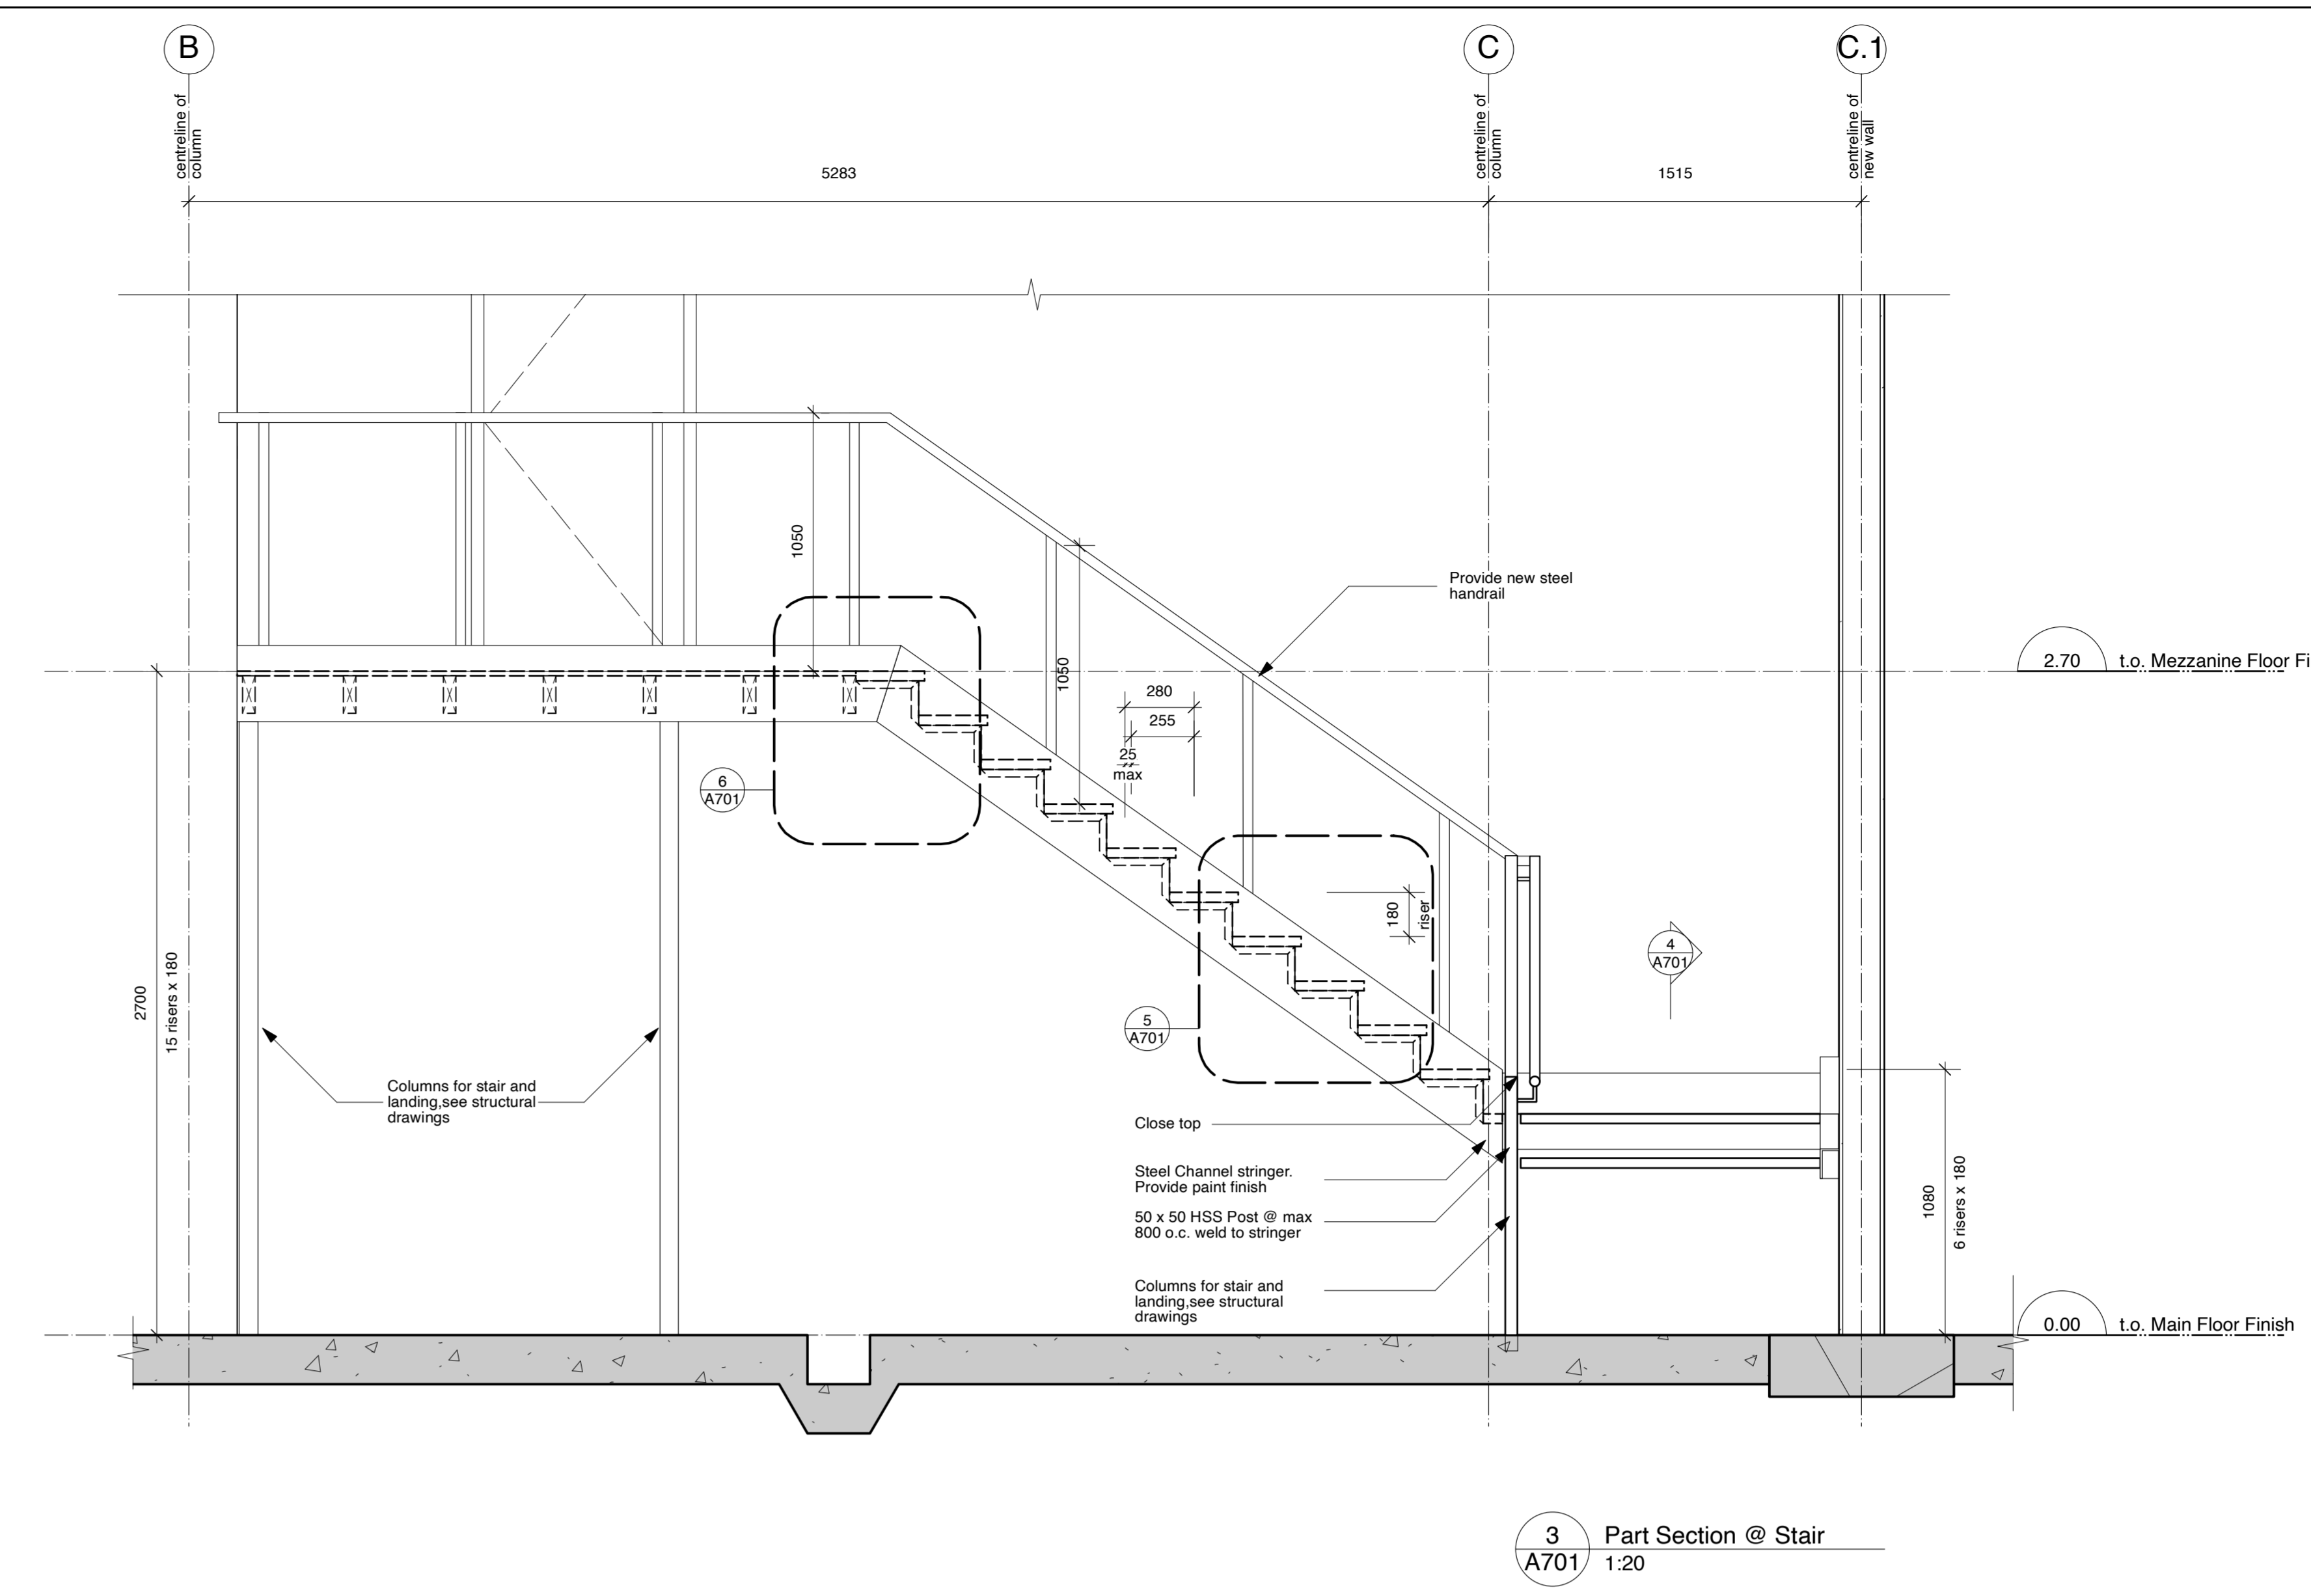 B
C
C.1
centreline of
column
centreline of
column
centreline of
new wall
5283
1515
1050
1050
Provide new steel
handrail
2.70
t.o. Mezzanine Floor Fi
280
255
25
max
6
A701
180
riser
4
A701
2700
15 risers x 180
5
A701
Columns for stair and
landing,see structural
drawings
Close top
Steel Channel stringer.
Provide paint finish
50 x 50 HSS Post @ max
800 o.c. weld to stringer
Columns for stair and
landing,see structural
drawings
1080
6 risers x 180
0.00
t.o. Main Floor Finish
3
A701
Part Section @ Stair
1:20